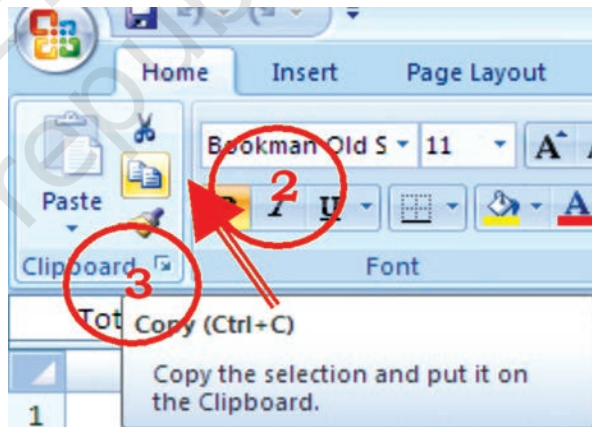 Home Insert Page Layout
Bookman Old S 11 A
Paste
I U A
Clipboard Font
2
3
Tot
Copy (Ctrl+C)
Copy the selection and put it on
the Clipboard.
1